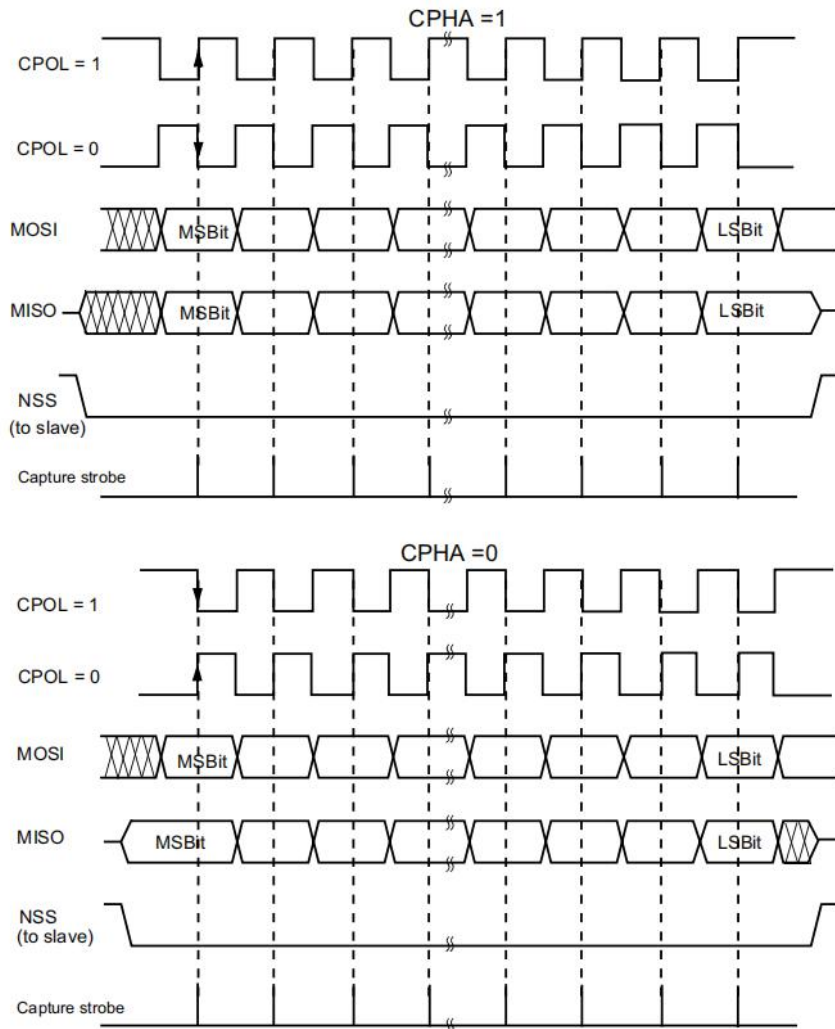 CPHA =1
CPOL = 1
CPOL = 0
MOSI MSBit LSBit
MISO MSBit LSBit
NSS
(to slave)
Capture strobe
CPHA =0
CPOL = 1
CPOL = 0
MOSI MSBit LSBit
MISO MSBit LSBit
NSS
(to slave)
Capture strobe